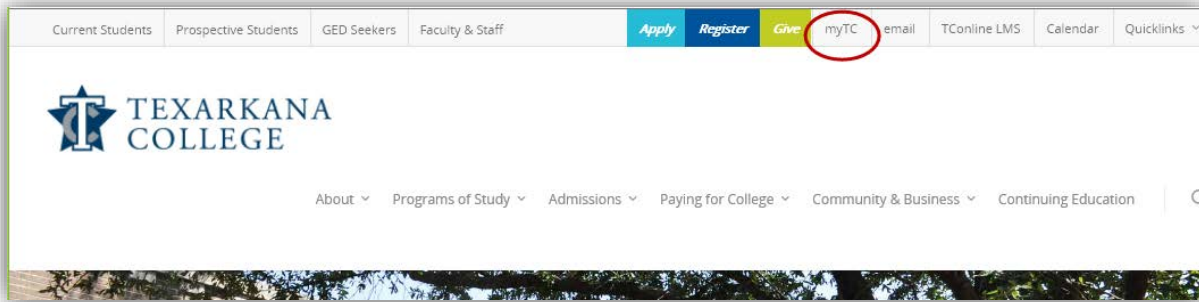 Current Students Prospective Students GED Seekers Faculty & Staff Apply Register Give myTC email TConline LMS Calendar Quicklinks
TC TEXARKANA
COLLEGE
About Programs of Study Admissions Paying for College Community & Business Continuing Education